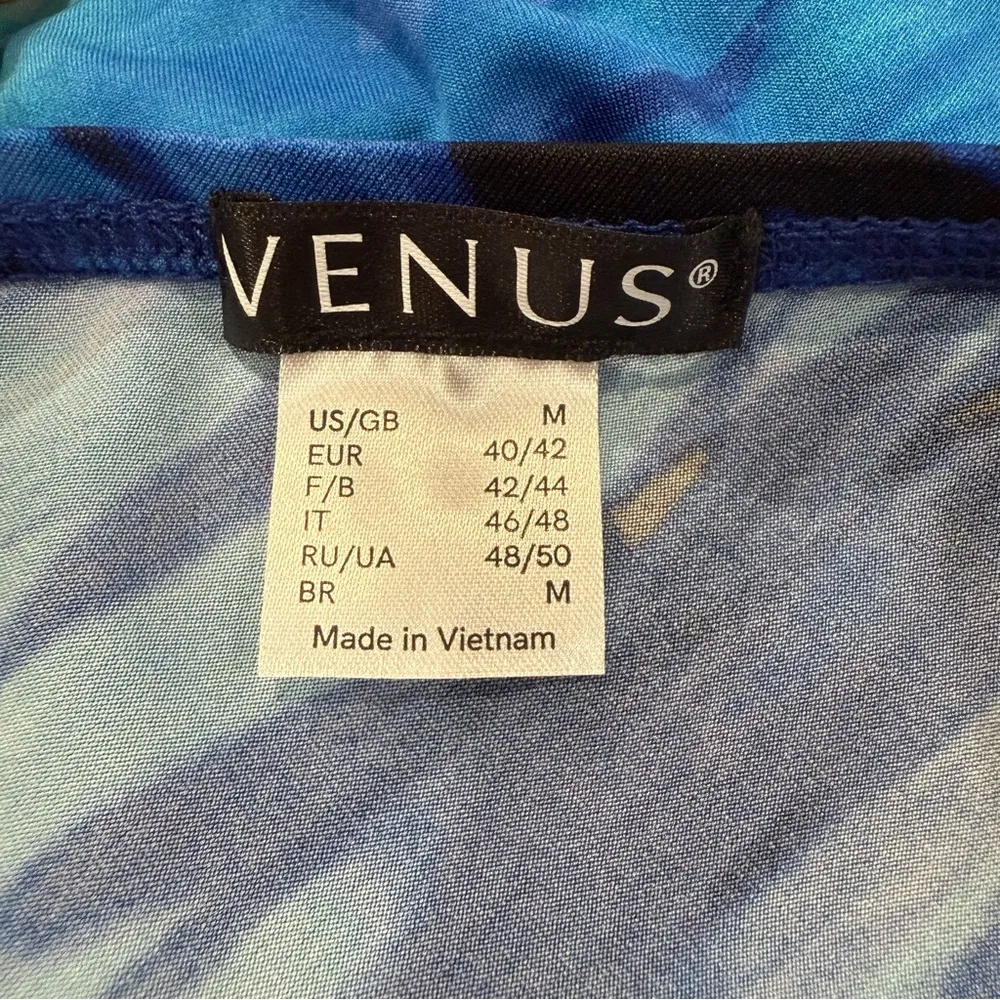 VENUS®
US/GB M
EUR 40/42
F/B 42/44
IT 46/48
RU/UA 48/50
BR M
Made in Vietnam